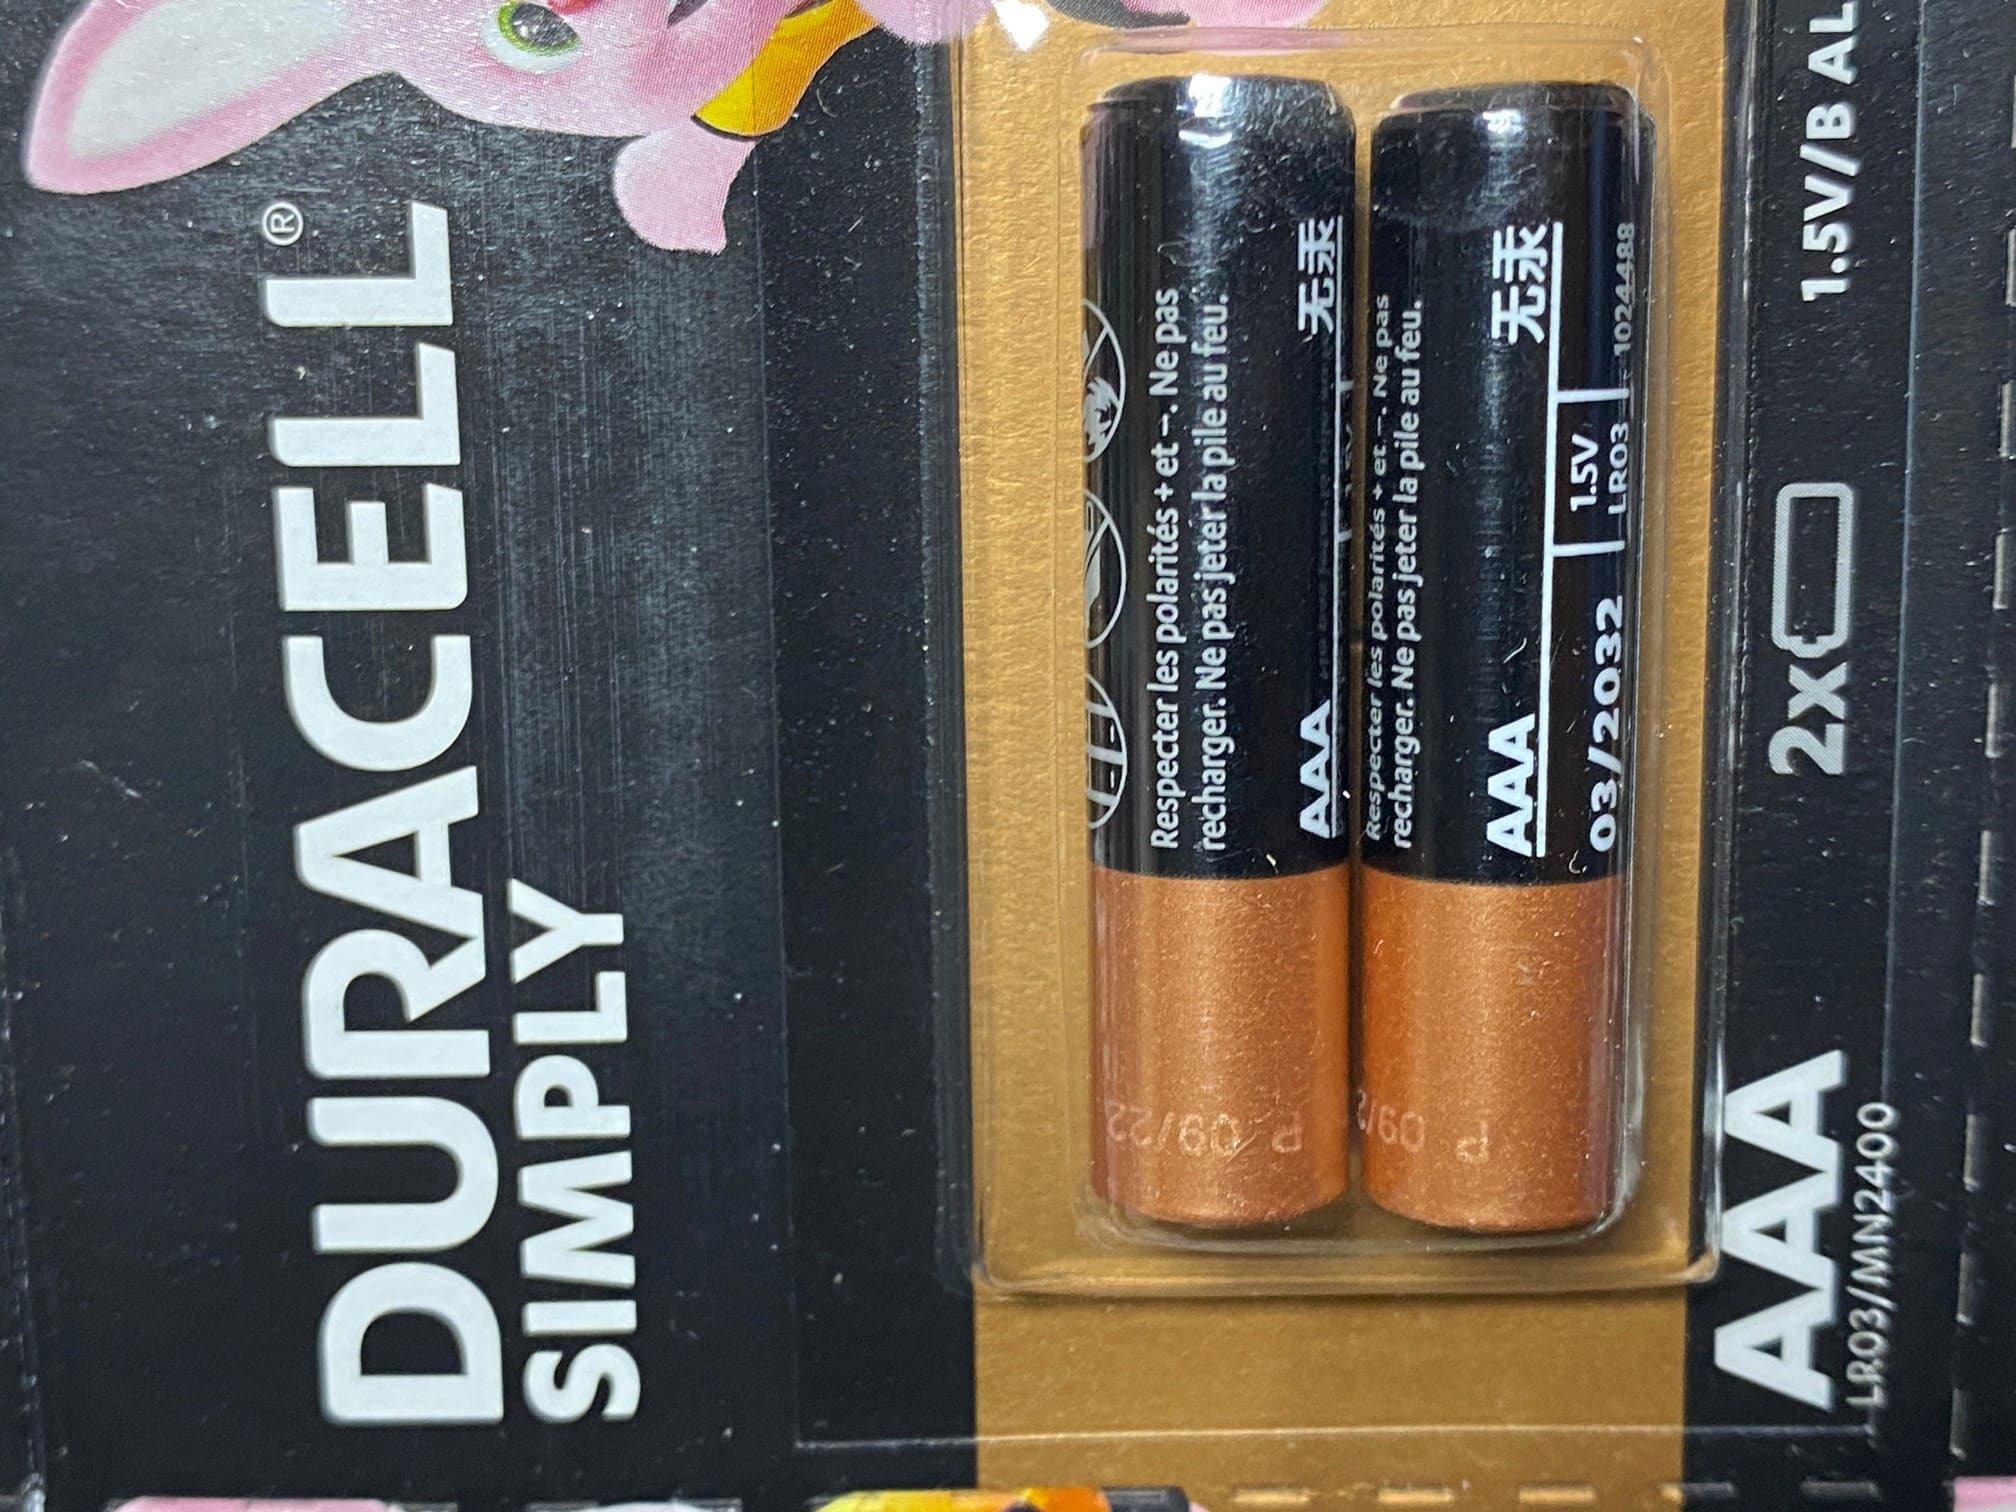 DURACELL®
SIMPLY
Respecter les polarités + et –. Ne pas
recharger. Ne pas jeter la pile au feu.
AAA 无汞
P 09/22
Respecter les polarités + et –. Ne pas
recharger. Ne pas jeter la pile au feu.
AAA 无汞
1.5V
03/2032 LR03 1024488
P 09/2
AAA 2x 1.5V/B AL
LR03/MN2400